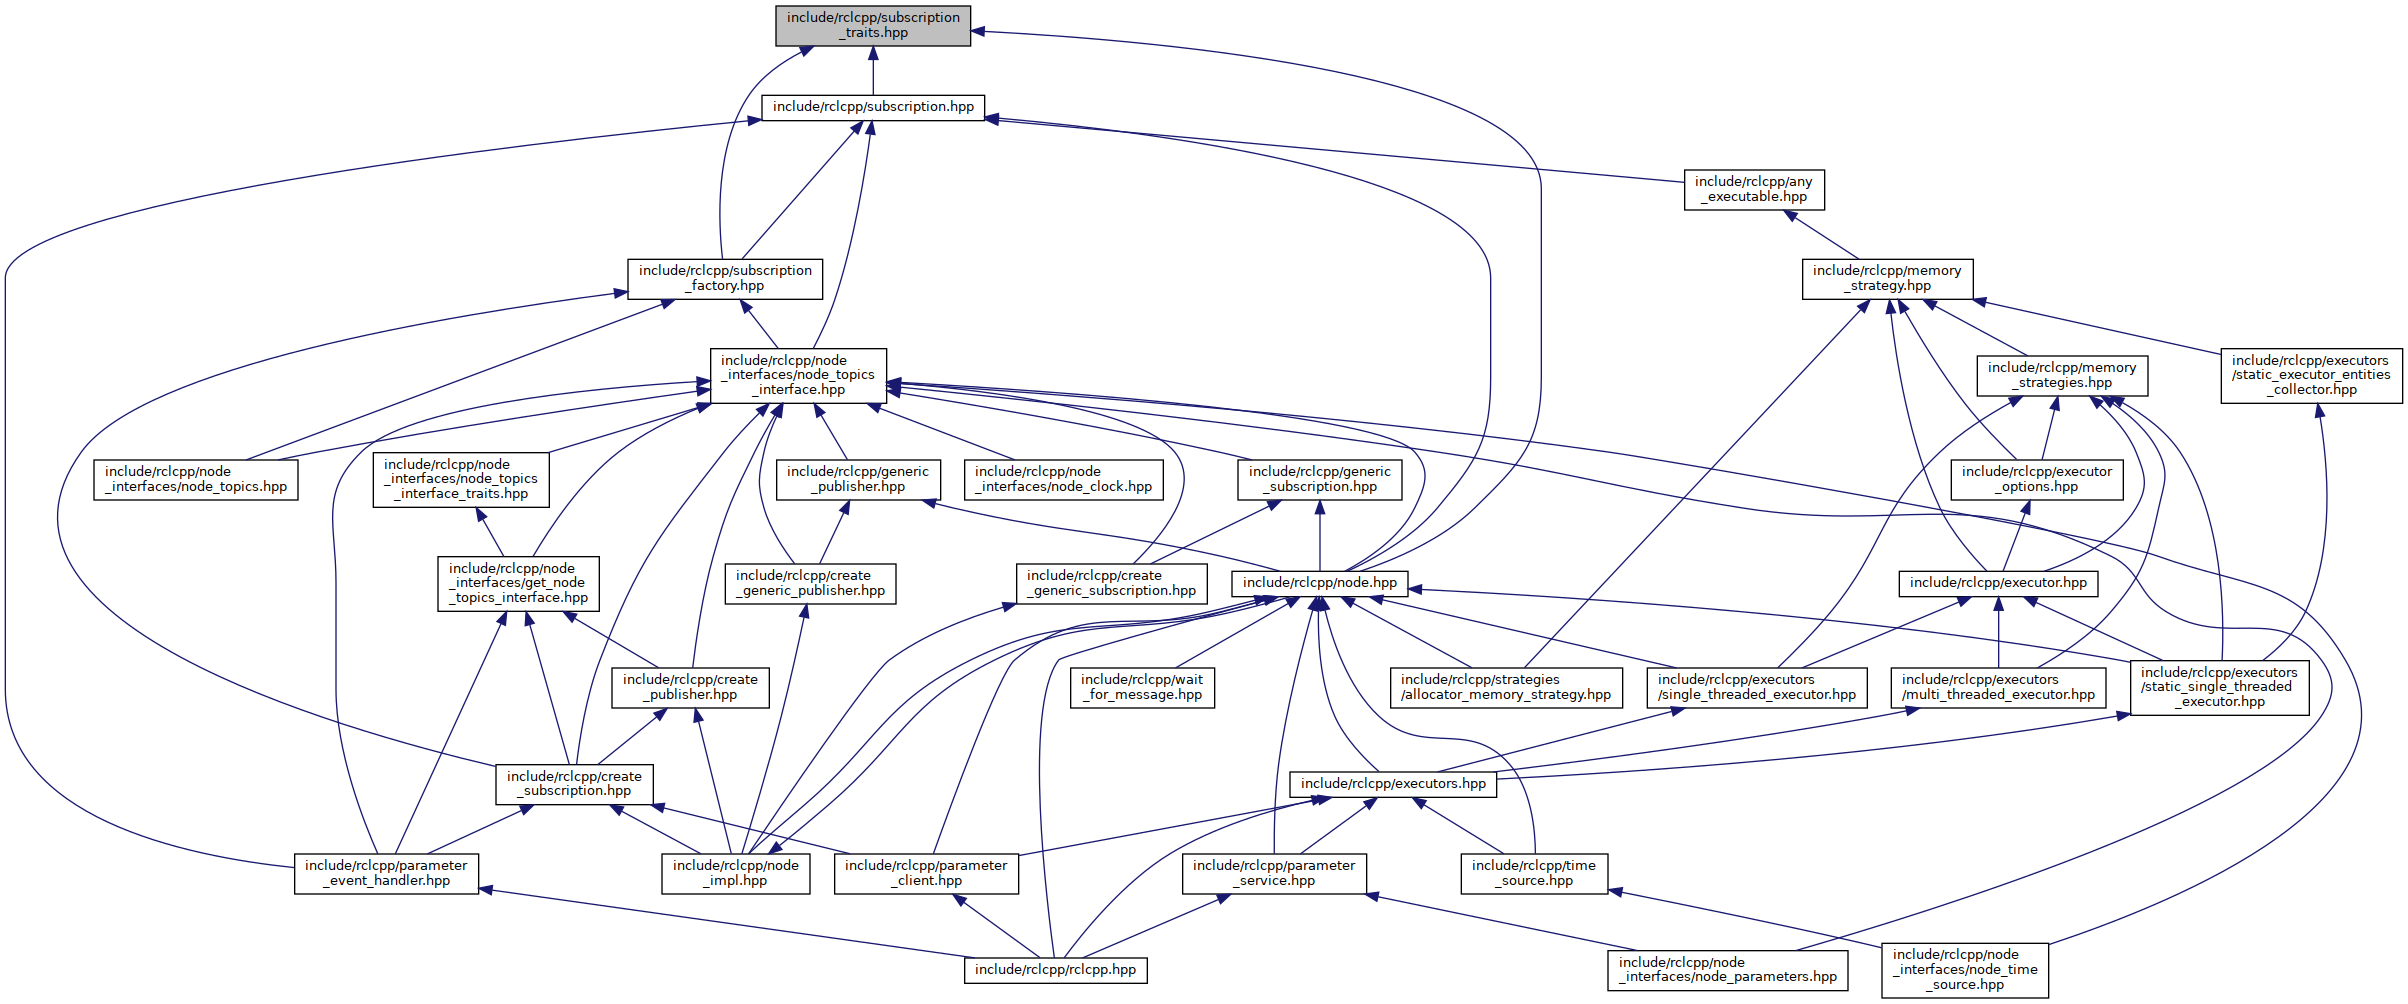 include/rclcpp/subscription
_traits.hpp
include/rclcpp/subscription.hpp
include/rclcpp/any
_executable.hpp
include/rclcpp/subscription
_factory.hpp
include/rclcpp/memory
_strategy.hpp
include/rclcpp/node
_interfaces/node_topics
_interface.hpp
include/rclcpp/memory
_strategies.hpp
include/rclcpp/executors
/static_executor_entities
_collector.hpp
include/rclcpp/node
_interfaces/node_topics.hpp
include/rclcpp/node
_interfaces/node_topics
_interface_traits.hpp
include/rclcpp/generic
_publisher.hpp
include/rclcpp/node
_interfaces/node_clock.hpp
include/rclcpp/generic
_subscription.hpp
include/rclcpp/executor
_options.hpp
include/rclcpp/node
_interfaces/get_node
_topics_interface.hpp
include/rclcpp/create
_generic_publisher.hpp
include/rclcpp/create
_generic_subscription.hpp
include/rclcpp/node.hpp
include/rclcpp/executor.hpp
include/rclcpp/create
_publisher.hpp
include/rclcpp/wait
_for_message.hpp
include/rclcpp/strategies
/allocator_memory_strategy.hpp
include/rclcpp/executors
/single_threaded_executor.hpp
include/rclcpp/executors
/multi_threaded_executor.hpp
include/rclcpp/executors
/static_single_threaded
_executor.hpp
include/rclcpp/create
_subscription.hpp
include/rclcpp/executors.hpp
include/rclcpp/parameter
_event_handler.hpp
include/rclcpp/node
_impl.hpp
include/rclcpp/parameter
_client.hpp
include/rclcpp/parameter
_service.hpp
include/rclcpp/time
_source.hpp
include/rclcpp/rclcpp.hpp
include/rclcpp/node
_interfaces/node_parameters.hpp
include/rclcpp/node
_interfaces/node_time
_source.hpp